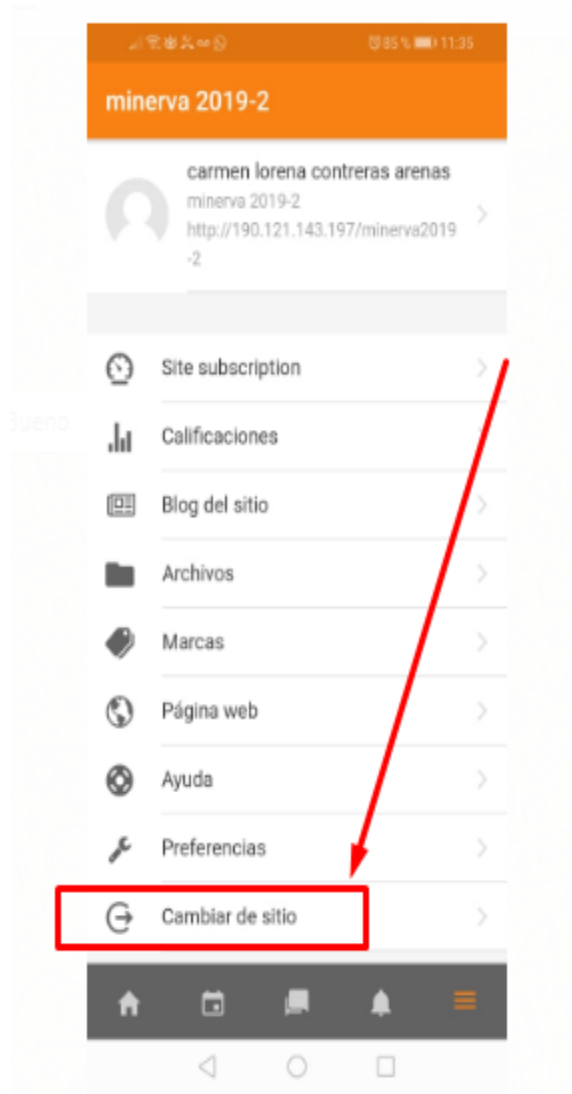 85 % 11:35
minerva 2019-2
carmen lorena contreras arenas
minerva 2019-2
http://190.121.143.197/minerva2019
-2
Site subscription
Calificaciones
Bueno
Blog del sitio
Archivos
Marcas
Página web
Ayuda
Preferencias
Cambiar de sitio